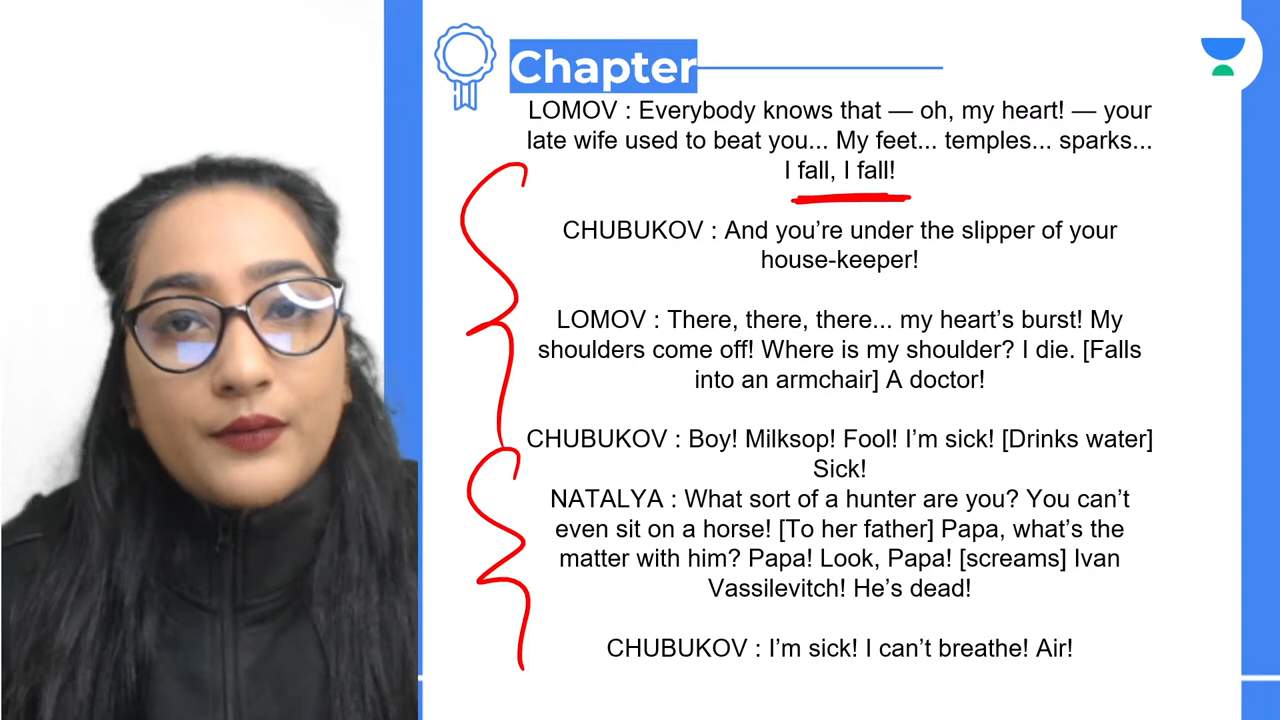 Chapter
LOMOV : Everybody knows that — oh, my heart! — your
late wife used to beat you... My feet... temples... sparks...
I fall, I fall!
CHUBUKOV : And you’re under the slipper of your
house-keeper!
LOMOV : There, there, there... my heart’s burst! My
shoulders come off! Where is my shoulder? I die. [Falls
into an armchair] A doctor!
CHUBUKOV : Boy! Milksop! Fool! I’m sick! [Drinks water]
Sick!
NATALYA : What sort of a hunter are you? You can’t
even sit on a horse! [To her father] Papa, what’s the
matter with him? Papa! Look, Papa! [screams] Ivan
Vassilevitch! He’s dead!
CHUBUKOV : I’m sick! I can’t breathe! Air!